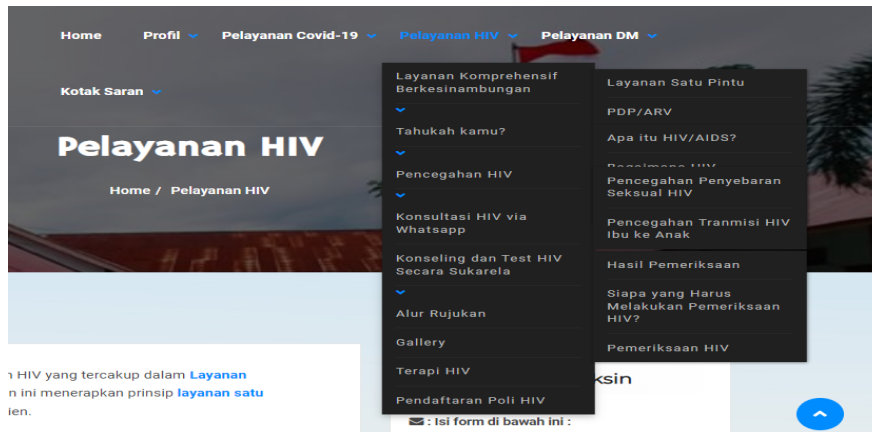 Home Profil Pelayanan Covid-19 Pelayanan HIV Pelayanan DM
Kotak Saran
Pelayanan HIV
Home / Pelayanan HIV
Layanan Komprehensif
Berkesinambungan
Tahukah kamu?
Pencegahan HIV
Konsultasi HIV via
Whatsapp
Konseling dan Test HIV
Secara Sukarela
Alur Rujukan
Gallery
Terapi HIV
Pendaftaran Poli HIV
Layanan Satu Pintu
PDP/ARV
Apa itu HIV/AIDS?
Pencegahan Penyebaran
Seksual HIV
Pencegahan Tranmisi HIV
Ibu ke Anak
Hasil Pemeriksaan
Siapa yang Harus
Melakukan Pemeriksaan
HIV?
Pemeriksaan HIV
HIV yang tercakup dalam Layanan
n ini menerapkan prinsip layanan satu
ien.
ksin
: Isi form di bawah ini :